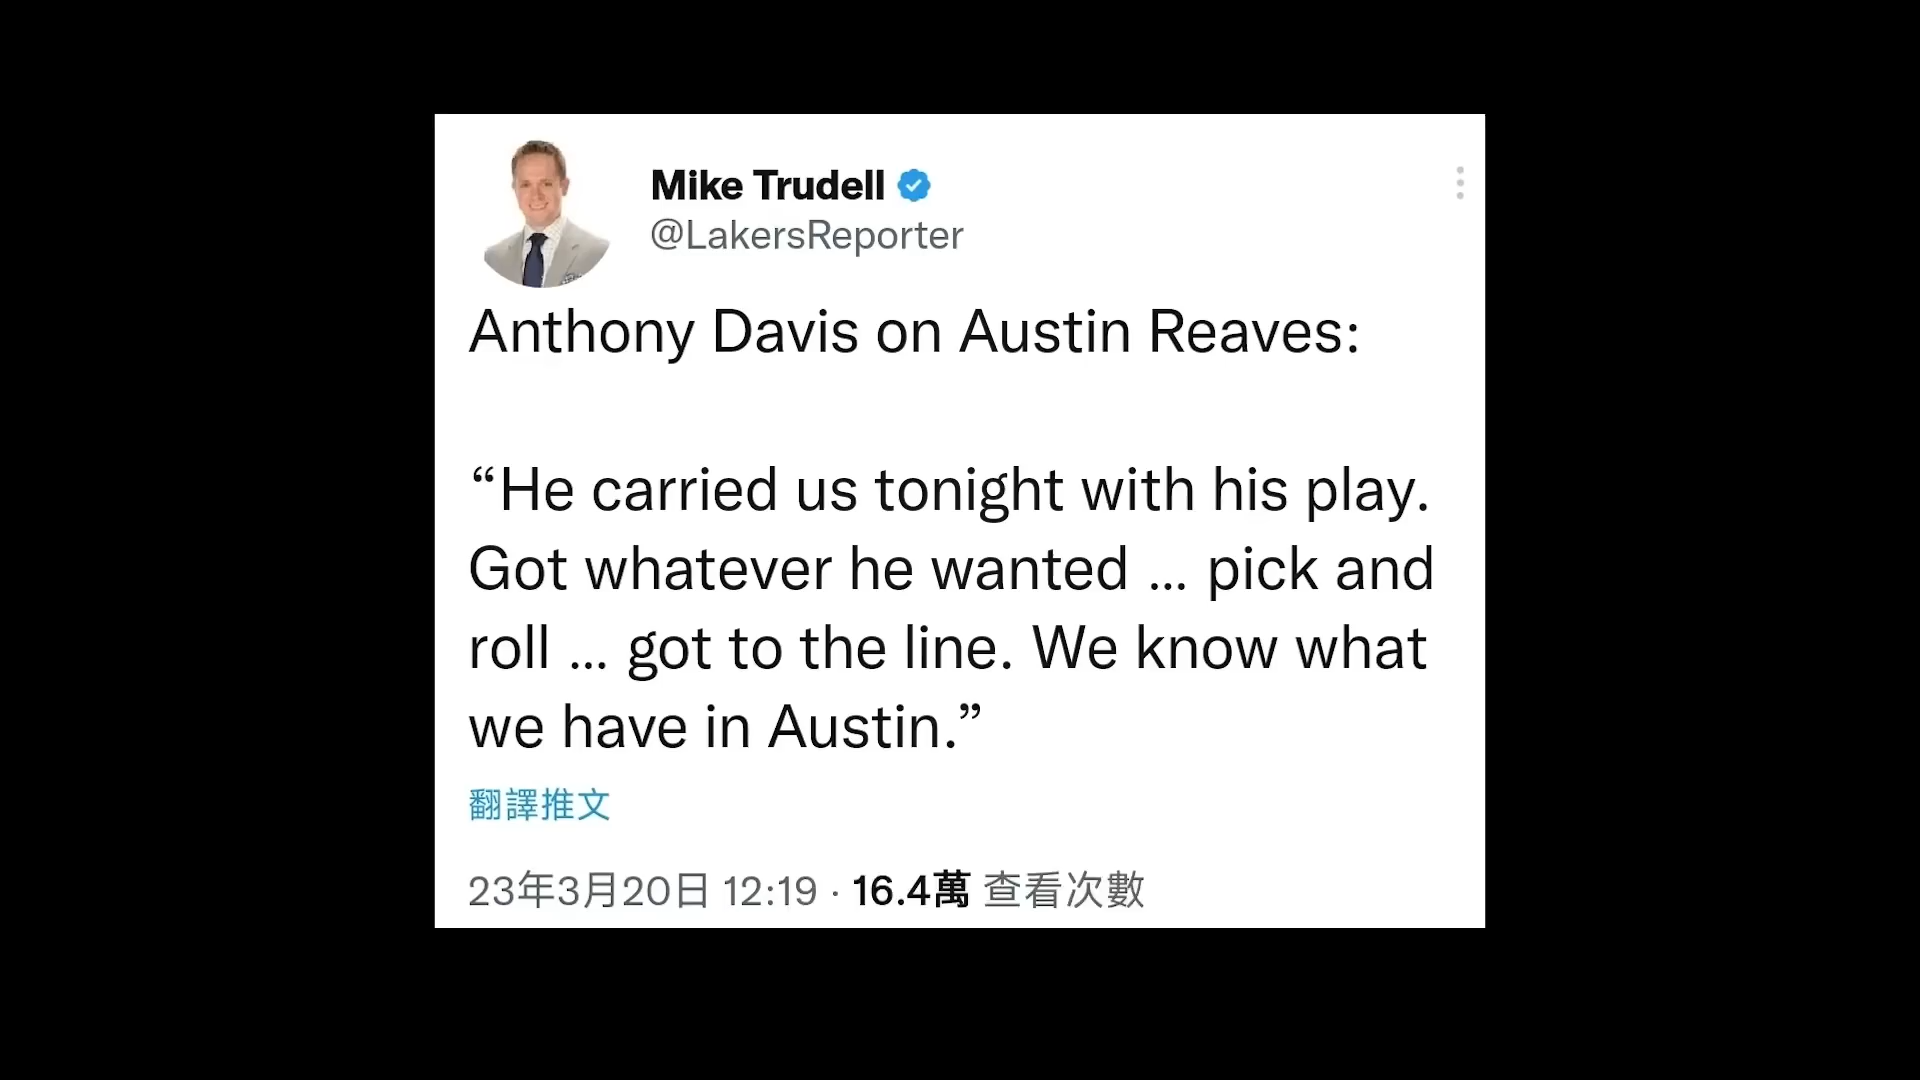 Mike Trudell
@LakersReporter
Anthony Davis on Austin Reaves:
“He carried us tonight with his play.
Got whatever he wanted ... pick and
roll ... got to the line. We know what
we have in Austin.”
翻譯推文
23年3月20日 12:19 · 16.4萬 查看次數